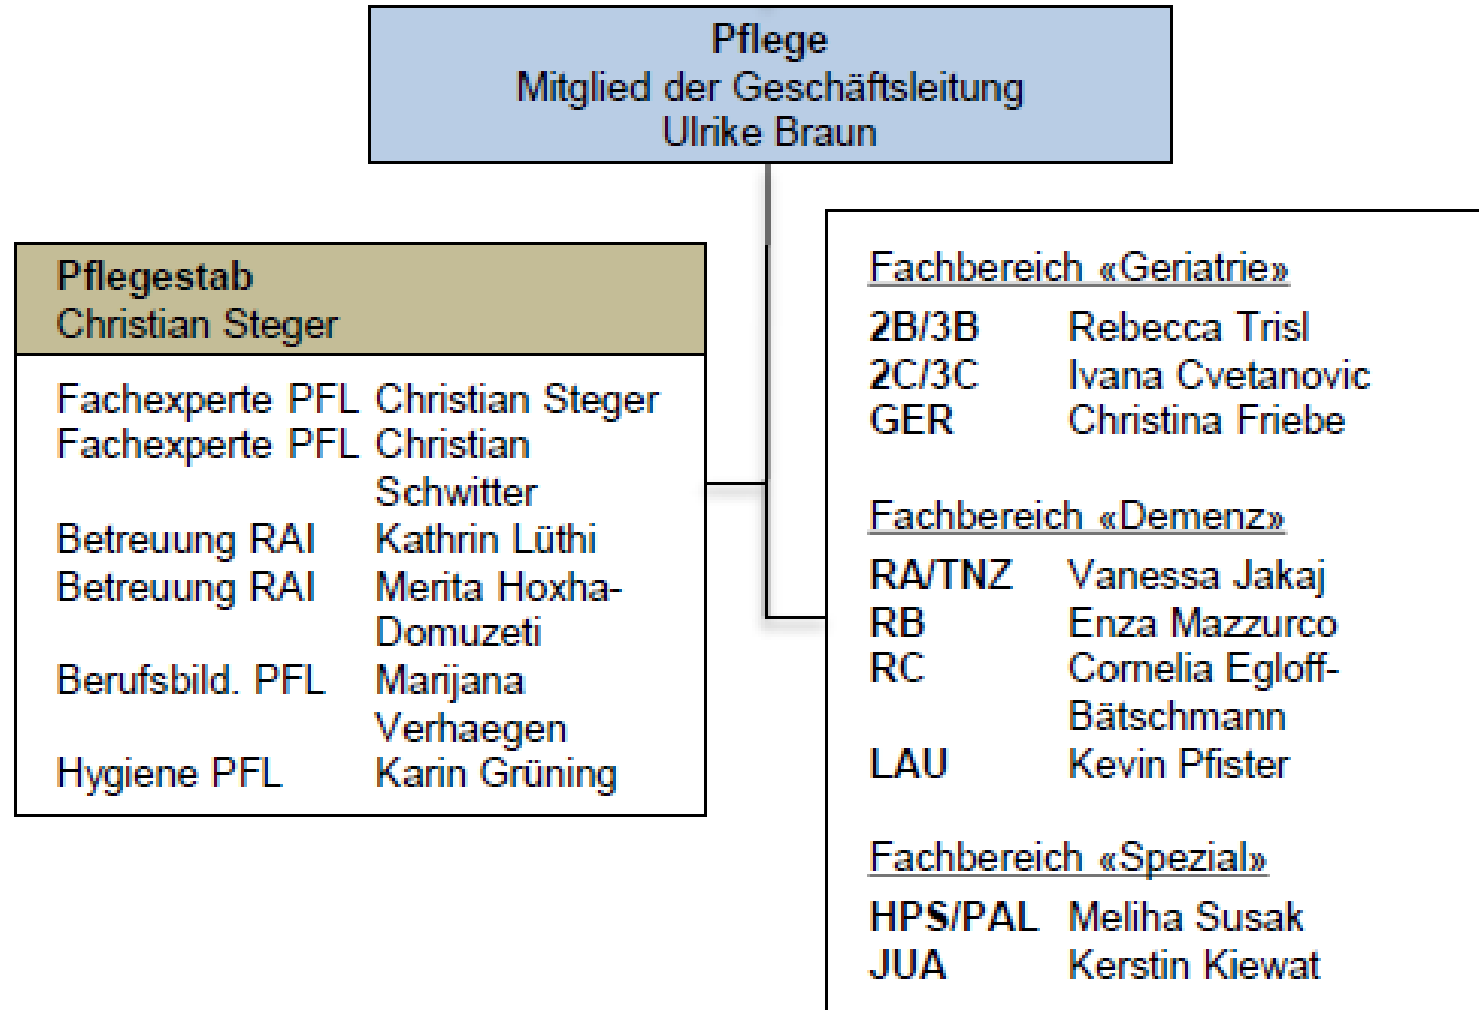 Pflege
Mitglied der Geschäftsleitung
Ulrike Braun
Pflegestab
Christian Steger
Fachexperte PFL Christian Steger
Fachexperte PFL Christian
Schwitter
Betreuung RAI Kathrin Lüthi
Betreuung RAI Merita Hoxha-
Domuzeti
Berufsbild. PFL Marijana
Verhaegen
Hygiene PFL Karin Grüning
Fachbereich «Geriatrie»
2B/3B Rebecca Trisl
2C/3C Ivana Cvetanovic
GER Christina Friebe
Fachbereich «Demenz»
RA/TNZ Vanessa Jakaj
RB Enza Mazzurco
RC Cornelia Egloff-
Bätschmann
LAU Kevin Pfister
Fachbereich «Spezial»
HPS/PAL Meliha Susak
JUA Kerstin Kiewat